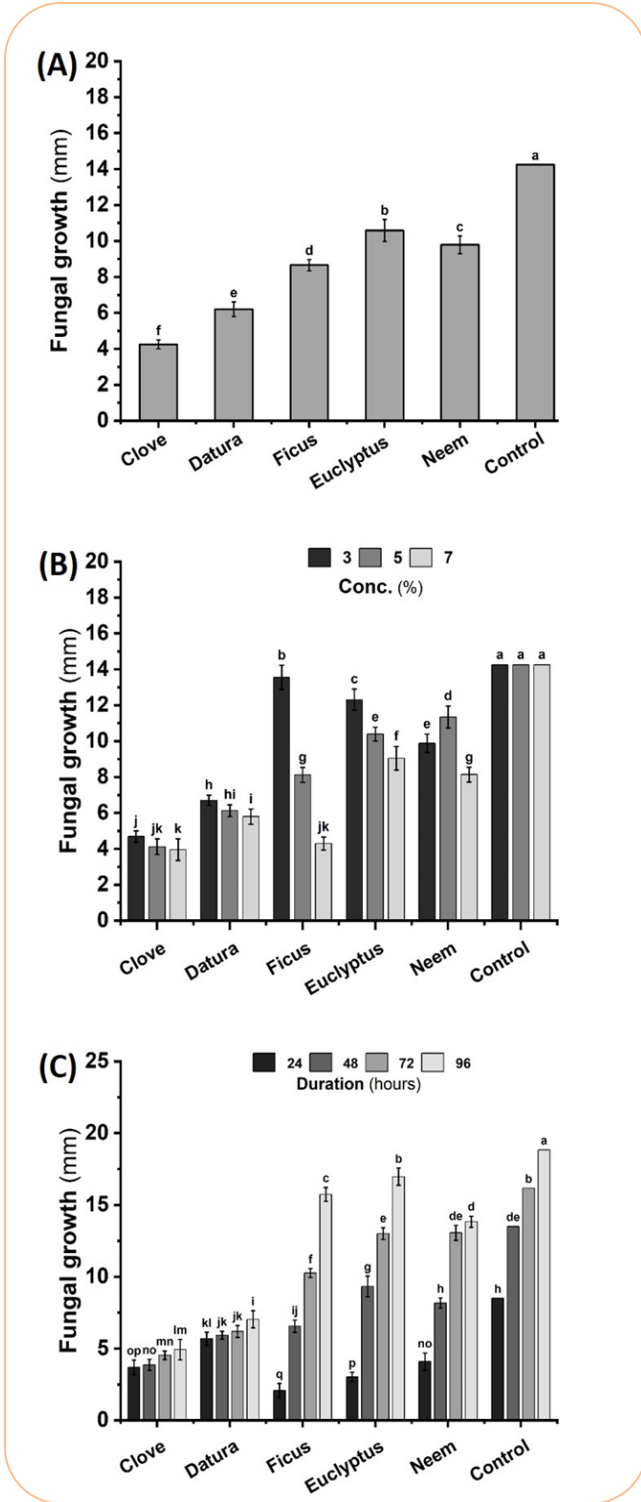 (A)
20
18
16
14
12
10
8
6
4
2
0
Fungal growth (mm)
f
e
d
b
c
a
Clove
Datura
Ficus
Euclyptus
Neem
Control
(B)
3 5 7
Conc. (%)
20
18
16
14
12
10
8
6
4
2
0
Fungal growth (mm)
j jk k
h hi i
b g jk
c e f
e d g
a a a
Clove
Datura
Ficus
Euclyptus
Neem
Control
(C)
24 48 72 96
Duration (hours)
25
20
15
10
5
0
Fungal growth (mm)
op no mn lm
kl jk jk i
q ij f c
p g e b
no h de d
h de b a
Clove
Datura
Ficus
Euclyptus
Neem
Control